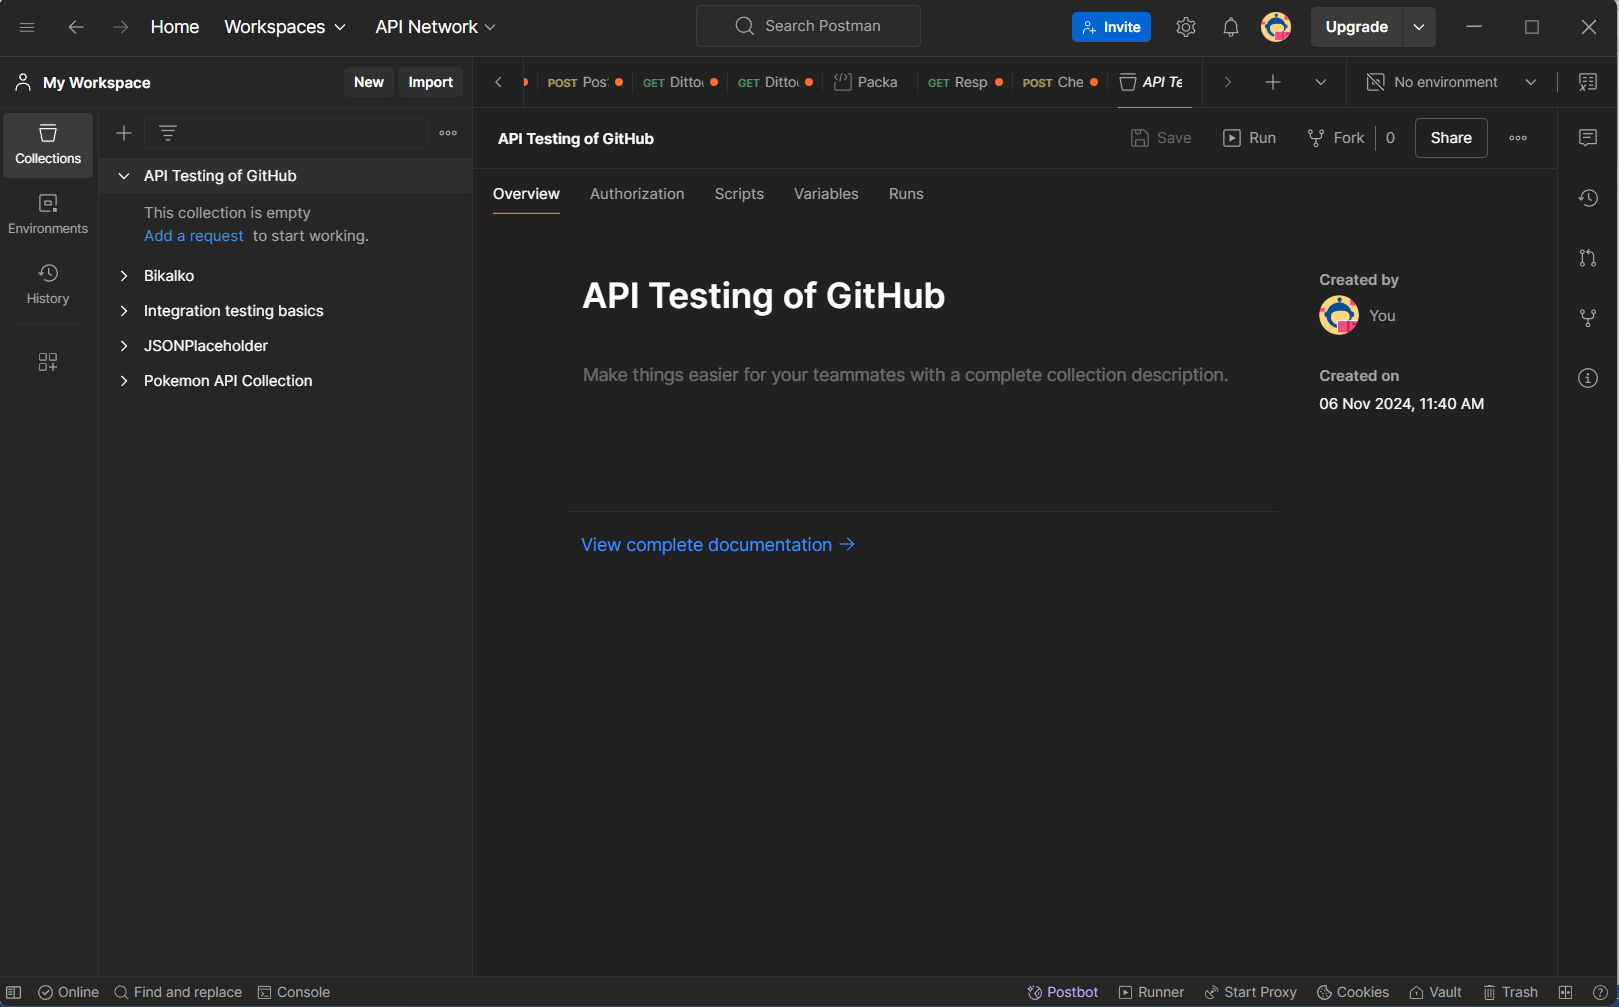 Home Workspaces API Network Search Postman Invite Upgrade
My Workspace New Import POST Pos GET Ditto GET Ditto Packa GET Resp POST Che API Te No environment
Collections
Environments
History
API Testing of GitHub
This collection is empty
Add a request to start working.
Bikalko
Integration testing basics
JSONPlaceholder
Pokemon API Collection
API Testing of GitHub Save Run Fork 0 Share
Overview Authorization Scripts Variables Runs
API Testing of GitHub
Make things easier for your teammates with a complete collection description.
View complete documentation →
Created by
You
Created on
06 Nov 2024, 11:40 AM
Online Find and replace Console Postbot Runner Start Proxy Cookies Vault Trash